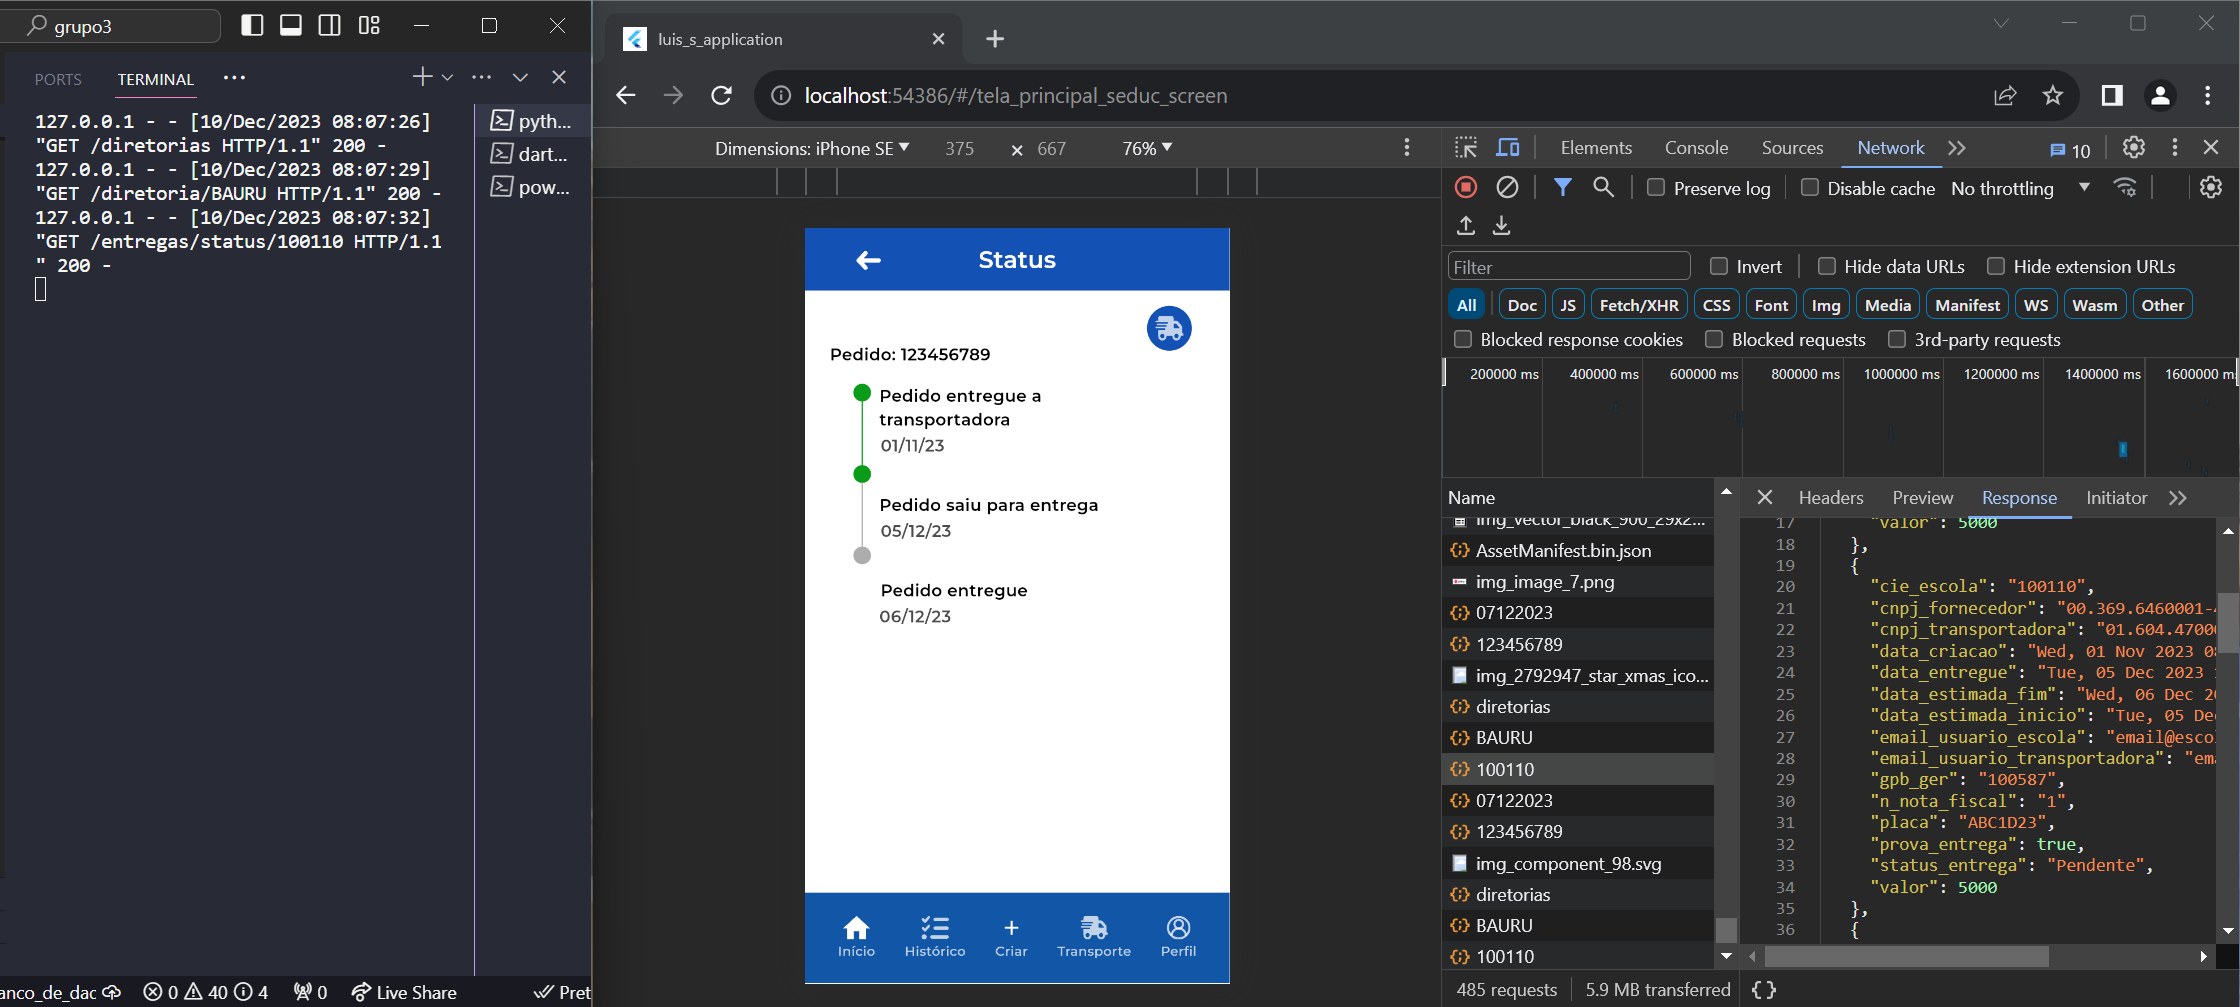 grupo3
PORTS TERMINAL
127.0.0.1 - - [10/Dec/2023 08:07:26]
"GET /diretorias HTTP/1.1" 200 -
127.0.0.1 - - [10/Dec/2023 08:07:29]
"GET /diretoria/BAURU HTTP/1.1" 200 -
127.0.0.1 - - [10/Dec/2023 08:07:32]
"GET /entregas/status/100110 HTTP/1.1
" 200 -
pyth...
dart...
pow...
anco_de_dac 0 40 4 0 Live Share Pret
luis_s_application
localhost:54386/#/tela_principal_seduc_screen
Dimensions: iPhone SE 375 × 667 76%
Status
Pedido: 123456789
Pedido entregue a
transportadora
01/11/23
Pedido saiu para entrega
05/12/23
Pedido entregue
06/12/23
Início Histórico Criar Transporte Perfil
Elements Console Sources Network 10
Preserve log Disable cache No throttling
Filter Invert Hide data URLs Hide extension URLs
All Doc JS Fetch/XHR CSS Font Img Media Manifest WS Wasm Other
Blocked response cookies Blocked requests 3rd-party requests
200000 ms 400000 ms 600000 ms 800000 ms 1000000 ms 1200000 ms 1400000 ms 1600000 ms
Name
img_vector_black_900_29x2...
AssetManifest.bin.json
img_image_7.png
07122023
123456789
img_2792947_star_xmas_ico...
diretorias
BAURU
100110
07122023
123456789
img_component_98.svg
diretorias
BAURU
100110
485 requests 5.9 MB transferred
Headers Preview Response Initiator
17 "valor": 5000
18 },
19 {
20 "cie_escola": "100110",
21 "cnpj_fornecedor": "00.369.6460001-
22 "cnpj_transportadora": "01.604.4700
23 "data_criacao": "Wed, 01 Nov 2023
24 "data_entregue": "Tue, 05 Dec 2023
25 "data_estimada_fim": "Wed, 06 Dec
26 "data_estimada_inicio": "Tue, 05
27 "email_usuario_escola": "email@escol
28 "email_usuario_transportadora": "ema
29 "gpb_ger": "100587",
30 "n_nota_fiscal": "1",
31 "placa": "ABC1D23",
32 "prova_entrega": true,
33 "status_entrega": "Pendente",
34 "valor": 5000
35 },
36 {